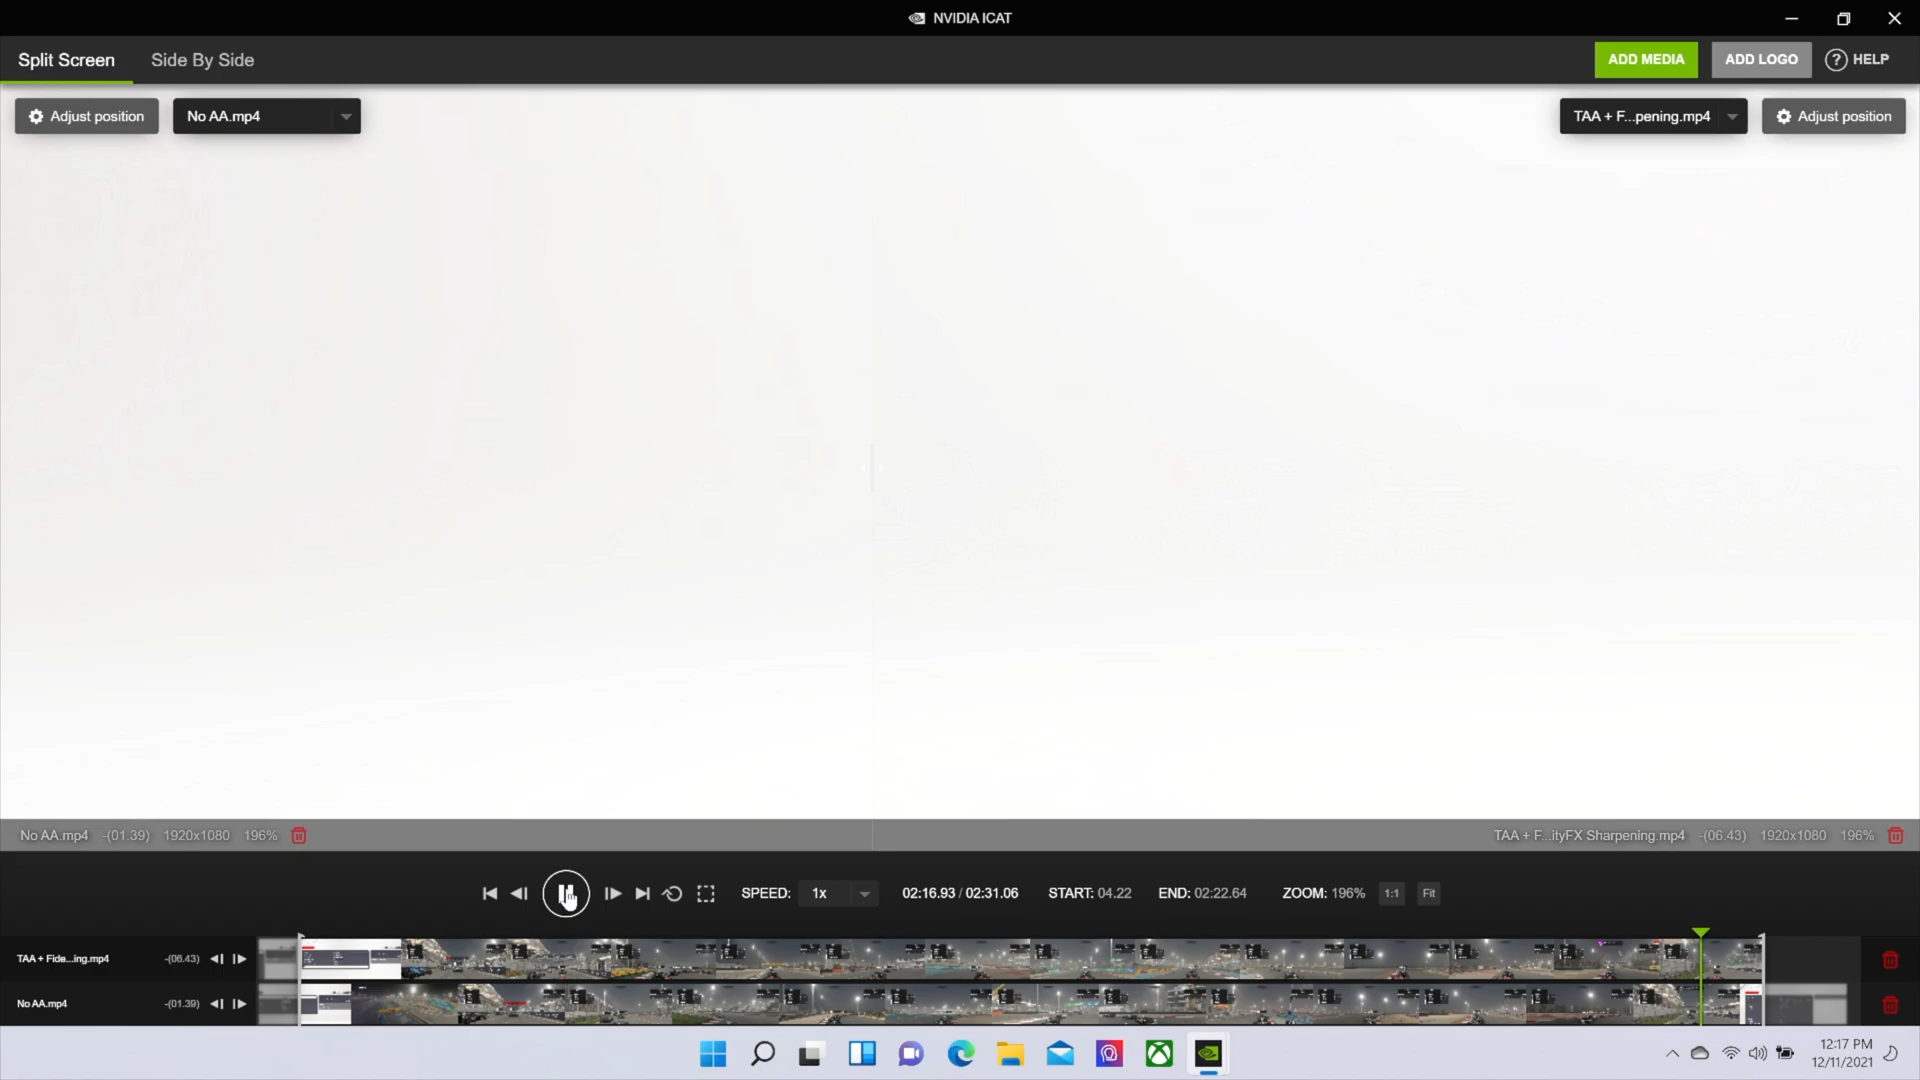 NVIDIA ICAT
Split Screen
Side By Side
ADD MEDIA
ADD LOGO
? HELP
Adjust position
No AA.mp4
TAA + F...pening.mp4
Adjust position
No AA.mp4 -(01.39) 1920x1080 196%
TAA + F...ityFX Sharpening.mp4 -(06.43) 1920x1080 196%
SPEED: 1x 02:16.93 / 02:31.06 START: 04.22 END: 02:22.64 ZOOM: 196% 1:1 Fit
TAA + Fide...ing.mp4 -(06.43)
No AA.mp4 -(01.39)
12:17 PM
12/11/2021